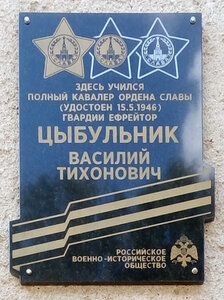 ЗДЕСЬ УЧИЛСЯ
ПОЛНЫЙ КАВАЛЕР ОРДЕНА СЛАВЫ
(УДОСТОЕН 15.5.1946)
ГВАРДИИ ЕФРЕЙТОР
ЦЫБУЛЬНИК
ВАСИЛИЙ
ТИХОНОВИЧ
РОССИЙСКОЕ
ВОЕННО-ИСТОРИЧЕСКОЕ
ОБЩЕСТВО